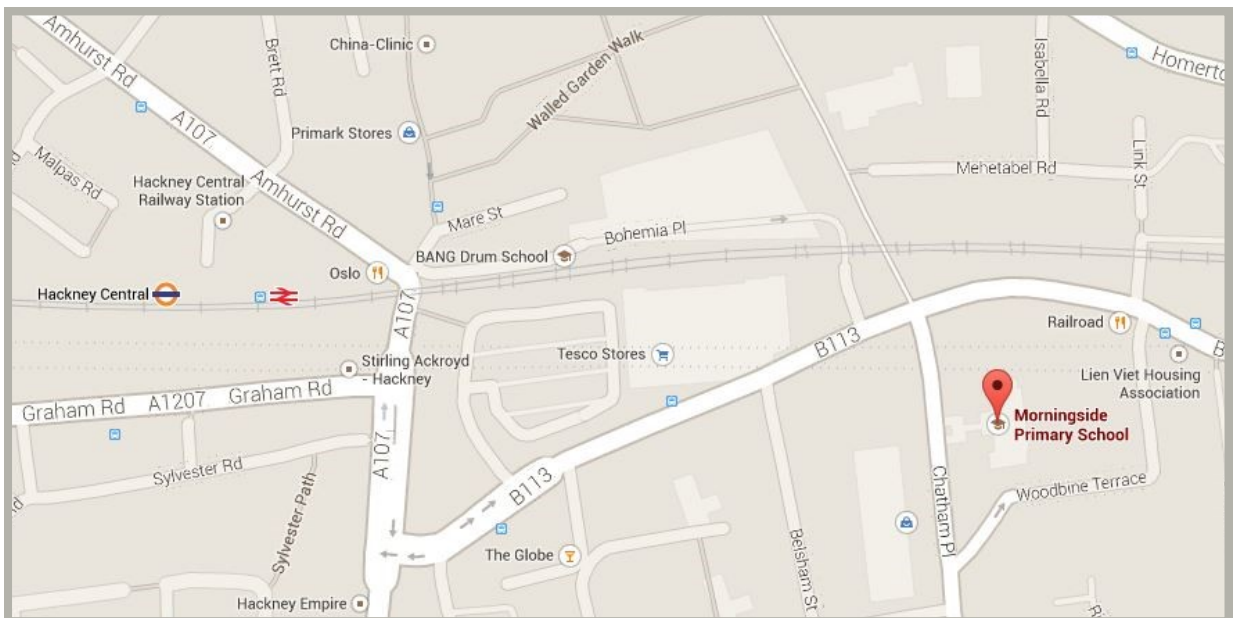 Amhurst Rd
Brett Rd
China-Clinic
Walled Garden Walk
Isabella Rd
Homerto
A107
Primark Stores
Malpas Rd
Hackney Central
Railway Station
Amhurst Rd
Mare St
Bohemia Pl
Mehetabel Rd
Link St
BANG Drum School
Oslo
Hackney Central
A107
Railroad
B113
Tesco Stores
Stirling Ackroyd
- Hackney
Lien Viet Housing
Association
Graham Rd A1207 Graham Rd
Morningside
Primary School
A107
Sylvester Rd
Sylvester Path
B113
Chatham Pl
Woodbine Terrace
The Globe
Belsham St
Hackney Empire